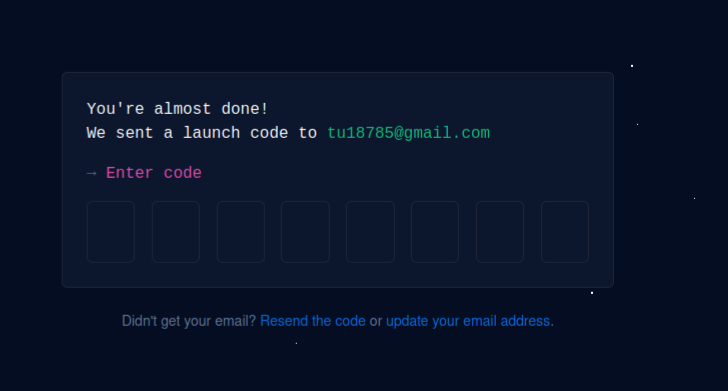 You're almost done!
We sent a launch code to tu18785@gmail.com
→ Enter code
Didn't get your email? Resend the code or update your email address.